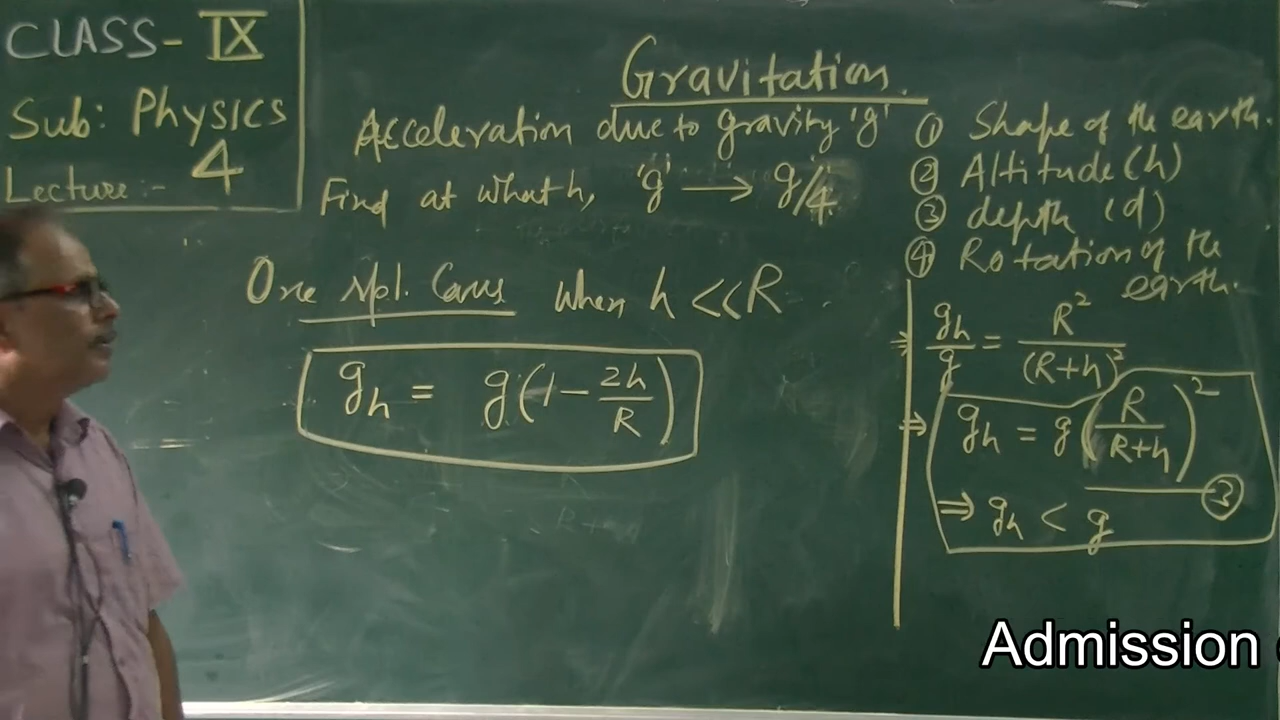 CLASS - IX
Sub: Physics
Lecture:- 4
Gravitation.
Acceleration due to gravity 'g'
Find at what h, 'g' → g/4
One Spl. Cases When h << R
gₕ = g(1 - 2h/R)
① Shape of the earth.
② Altitude (h)
③ depth (d)
④ Rotation of the
earth.
⇒ gₕ/g = R²/(R+h)²
⇒ gₕ = g(R/(R+h))²
③
⇒ gₕ < g
Admission